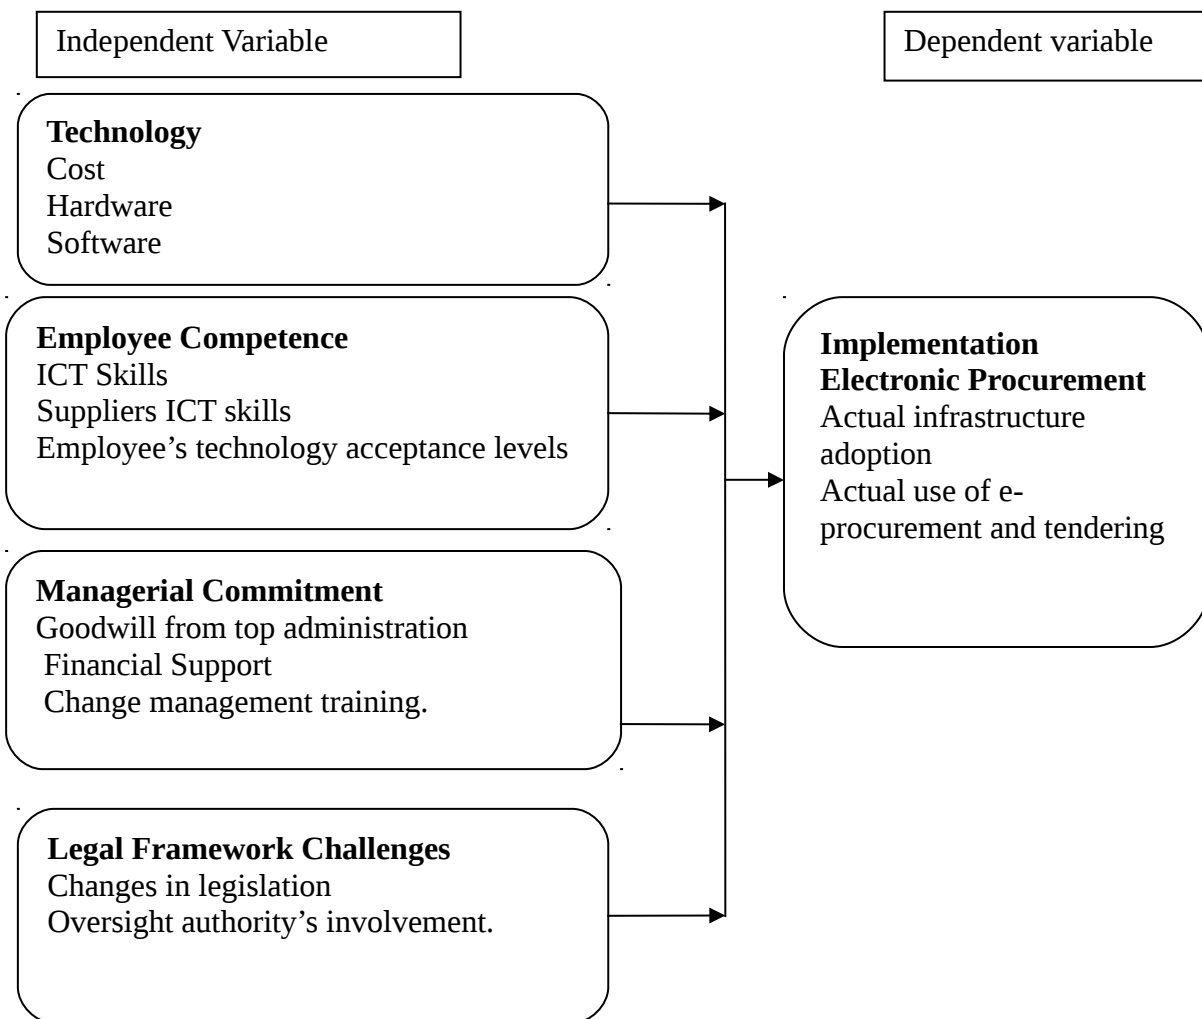 Independent Variable
Dependent variable
Technology
Cost
Hardware
Software
Employee Competence
ICT Skills
Suppliers ICT skills
Employee’s technology acceptance levels
Managerial Commitment
Goodwill from top administration
Financial Support
Change management training.
Legal Framework Challenges
Changes in legislation
Oversight authority’s involvement.
Implementation
Electronic Procurement
Actual infrastructure
adoption
Actual use of e-
procurement and tendering